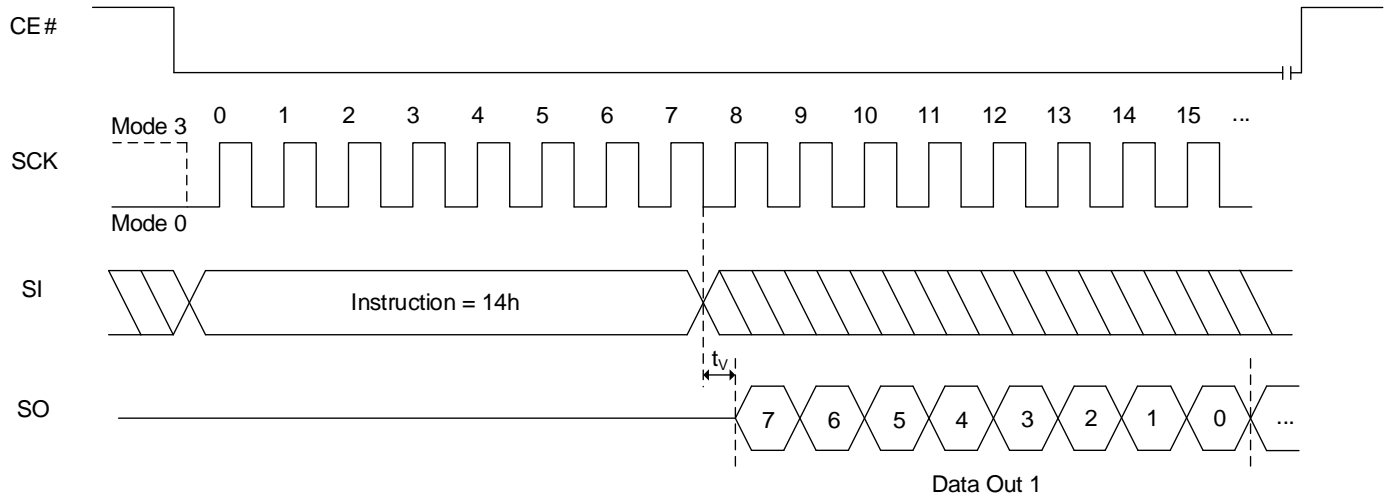 CE#
0 1 2 3 4 5 6 7 8 9 10 11 12 13 14 15 ...
Mode 3
SCK
Mode 0
SI
Instruction = 14h
tV
SO
7 6 5 4 3 2 1 0 ...
Data Out 1